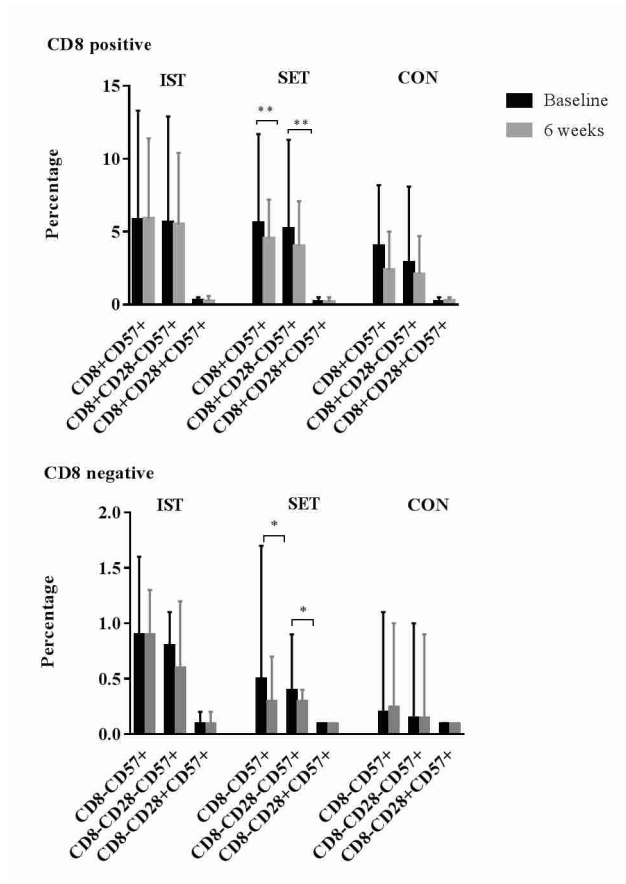 CD8 positive
IST SET CON
Baseline
6 weeks
** **
Percentage
15
10
5
0
CD8+CD57+
CD8+CD28-CD57+
CD8+CD28+CD57+
CD8+CD57+
CD8+CD28-CD57+
CD8+CD28+CD57+
CD8+CD57+
CD8+CD28-CD57+
CD8+CD28+CD57+
CD8 negative
IST SET CON
* *
Percentage
2.0
1.5
1.0
0.5
0.0
CD8-CD57+
CD8-CD28-CD57+
CD8-CD28+CD57+
CD8-CD57+
CD8-CD28-CD57+
CD8-CD28+CD57+
CD8-CD57+
CD8-CD28-CD57+
CD8-CD28+CD57+